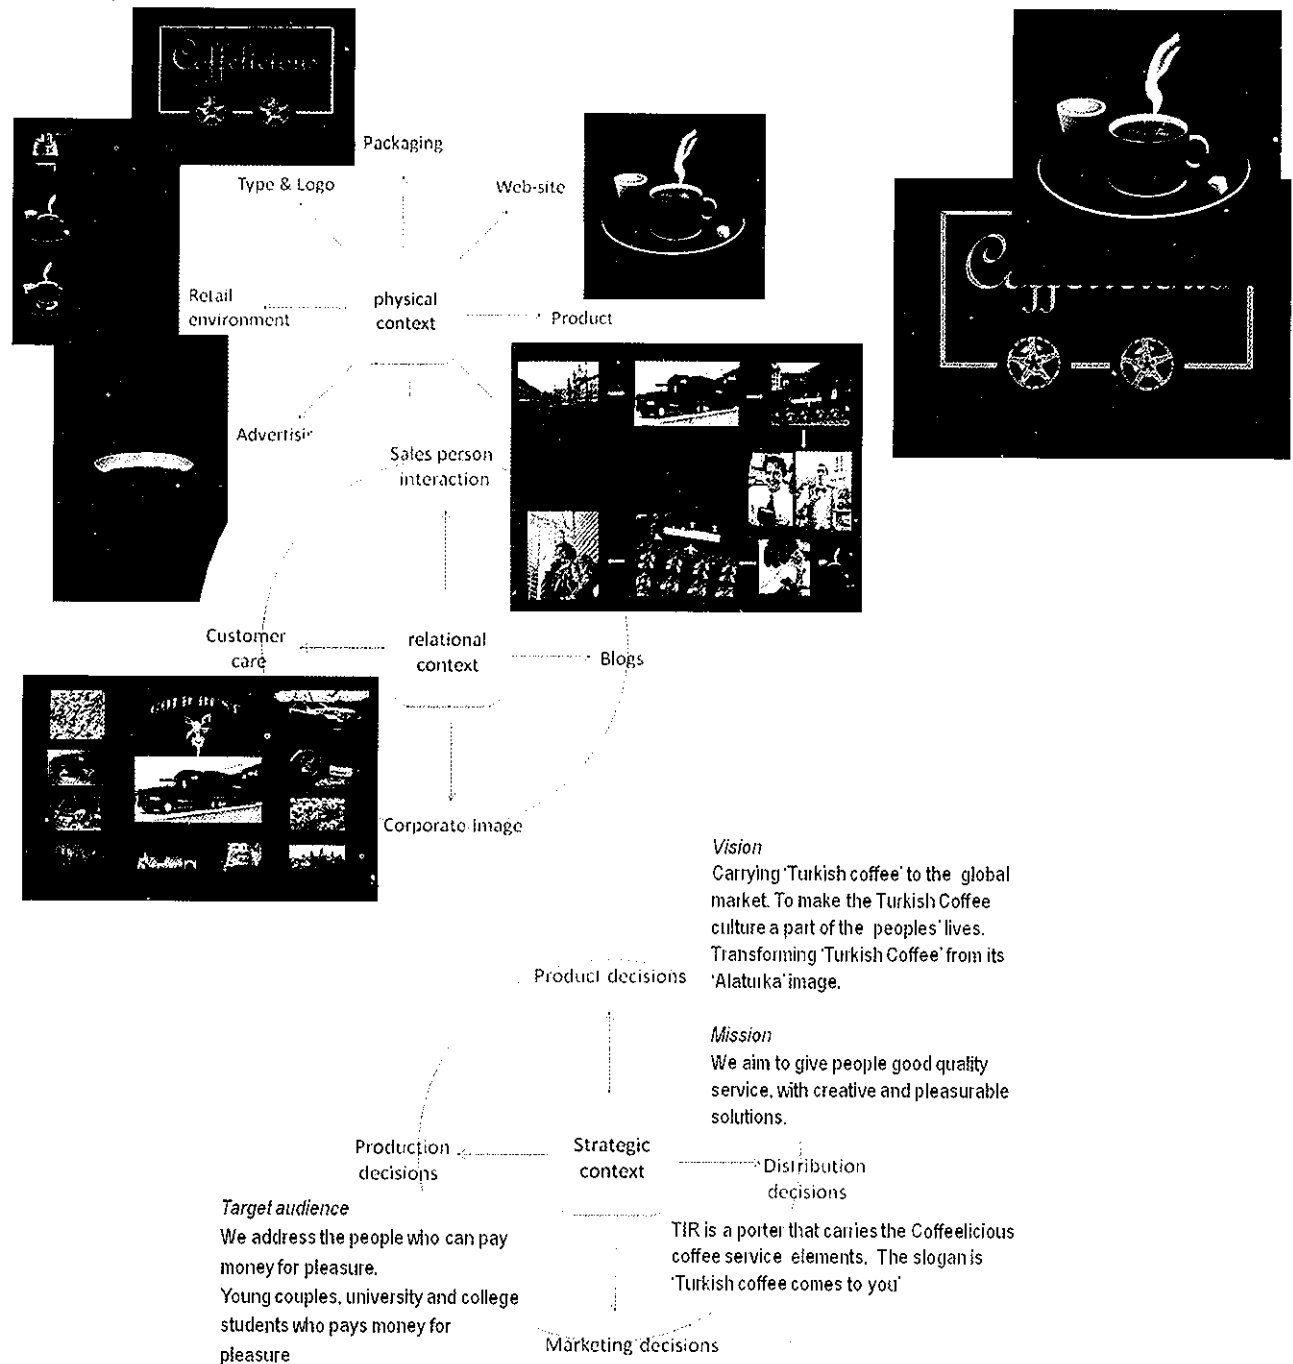 Coffelicious
Packaging
Type & Logo
Web-site
Retail
environment
physical
context
Product
Advertisin
Sales person
interaction
Customer
care
relational
context
Blogs
Corporate image
Vision
Carrying 'Turkish coffee' to the global
market. To make the Turkish Coffee
culture a part of the peoples' lives.
Transforming 'Turkish Coffee' from its
'Alaturka' image.
Product decisions
Mission
We aim to give people good quality
service, with creative and pleasurable
solutions.
Production
decisions
Strategic
context
Distribution
decisions
Target audience
We address the people who can pay
money for pleasure.
Young couples, university and college
students who pays money for
pleasure
TIR is a porter that carries the Coffeelicious
coffee service elements. The slogan is
'Turkish coffee comes to you'
Marketing decisions